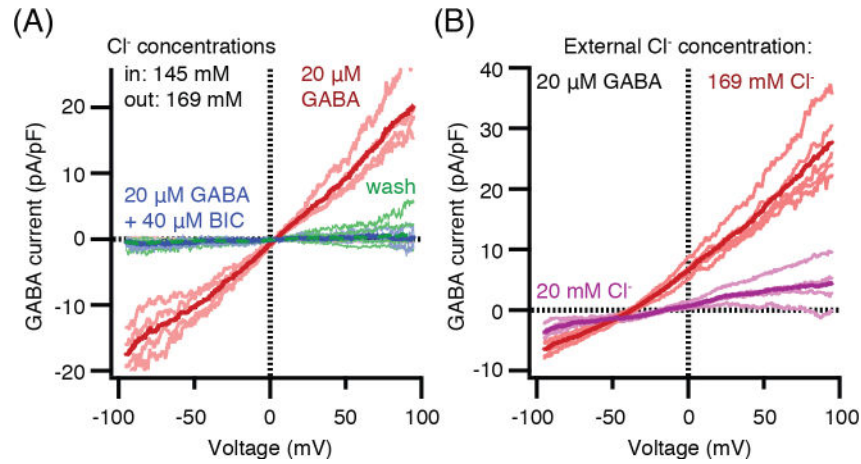 (A)
Cl⁻ concentrations
in: 145 mM
out: 169 mM
20 µM
GABA
20 µM GABA
+ 40 µM BIC
wash
GABA current (pA/pF)
20
10
0
-10
-20
-100
-50
0
50
100
Voltage (mV)
(B)
External Cl⁻ concentration:
20 µM GABA
169 mM Cl⁻
20 mM Cl⁻
GABA current (pA/pF)
40
30
20
10
0
-10
-100
-50
0
50
100
Voltage (mV)